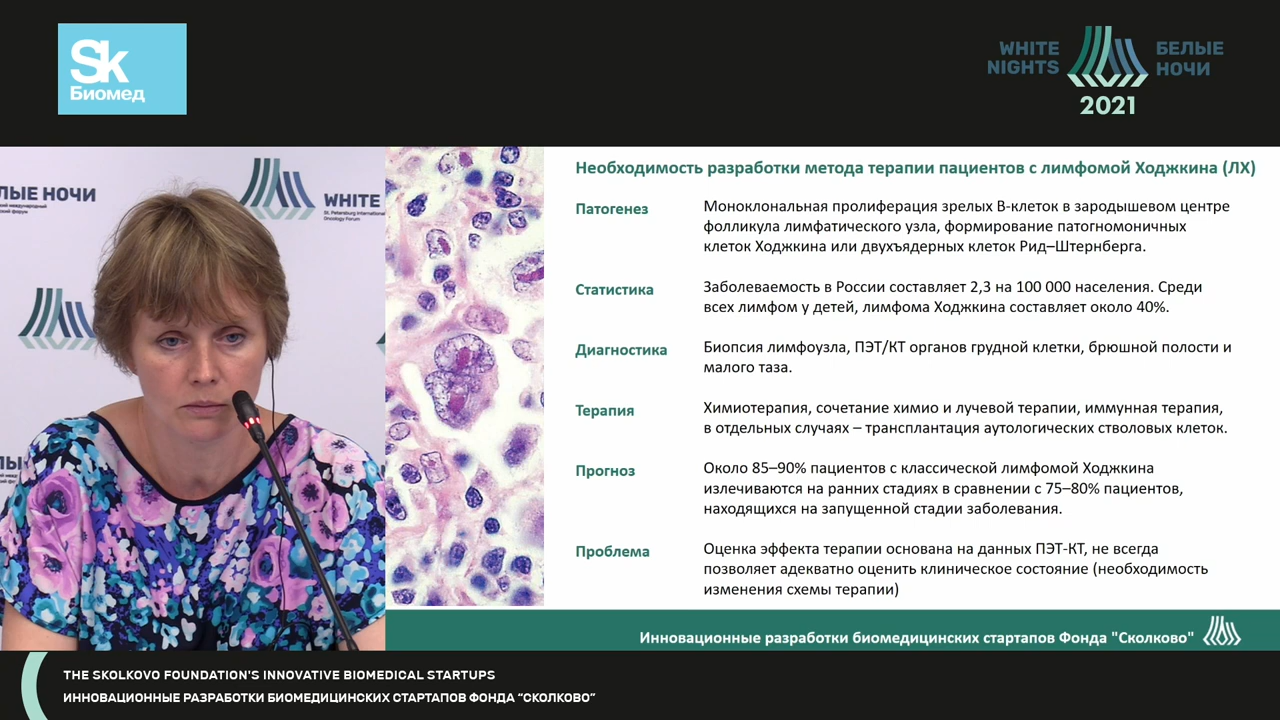 Sk
Биомед
WHITE
NIGHTS
БЕЛЫЕ
НОЧИ
2021
ЛЫЕ НОЧИ
WHITE
St. Petersburg International
Oncology Forum
Необходимость разработки метода терапии пациентов с лимфомой Ходжкина (ЛХ)
Патогенез
Моноклональная пролиферация зрелых В-клеток в зародышевом центре
фолликула лимфатического узла, формирование патогномоничных
клеток Ходжкина или двухъядерных клеток Рид–Штернберга.
Статистика
Заболеваемость в России составляет 2,3 на 100 000 населения. Среди
всех лимфом у детей, лимфома Ходжкина составляет около 40%.
Диагностика
Биопсия лимфоузла, ПЭТ/КТ органов грудной клетки, брюшной полости и
малого таза.
Терапия
Химиотерапия, сочетание химио и лучевой терапии, иммунная терапия,
в отдельных случаях – трансплантация аутологических стволовых клеток.
Прогноз
Около 85–90% пациентов с классической лимфомой Ходжкина
излечиваются на ранних стадиях в сравнении с 75–80% пациентов,
находящихся на запущенной стадии заболевания.
Проблема
Оценка эффекта терапии основана на данных ПЭТ-КТ, не всегда
позволяет адекватно оценить клиническое состояние (необходимость
изменения схемы терапии)
Инновационные разработки биомедицинских стартапов Фонда "Сколково"
THE SKOLKOVO FOUNDATION'S INNOVATIVE BIOMEDICAL STARTUPS
ИННОВАЦИОННЫЕ РАЗРАБОТКИ БИОМЕДИЦИНСКИХ СТАРТАПОВ ФОНДА "СКОЛКОВО"